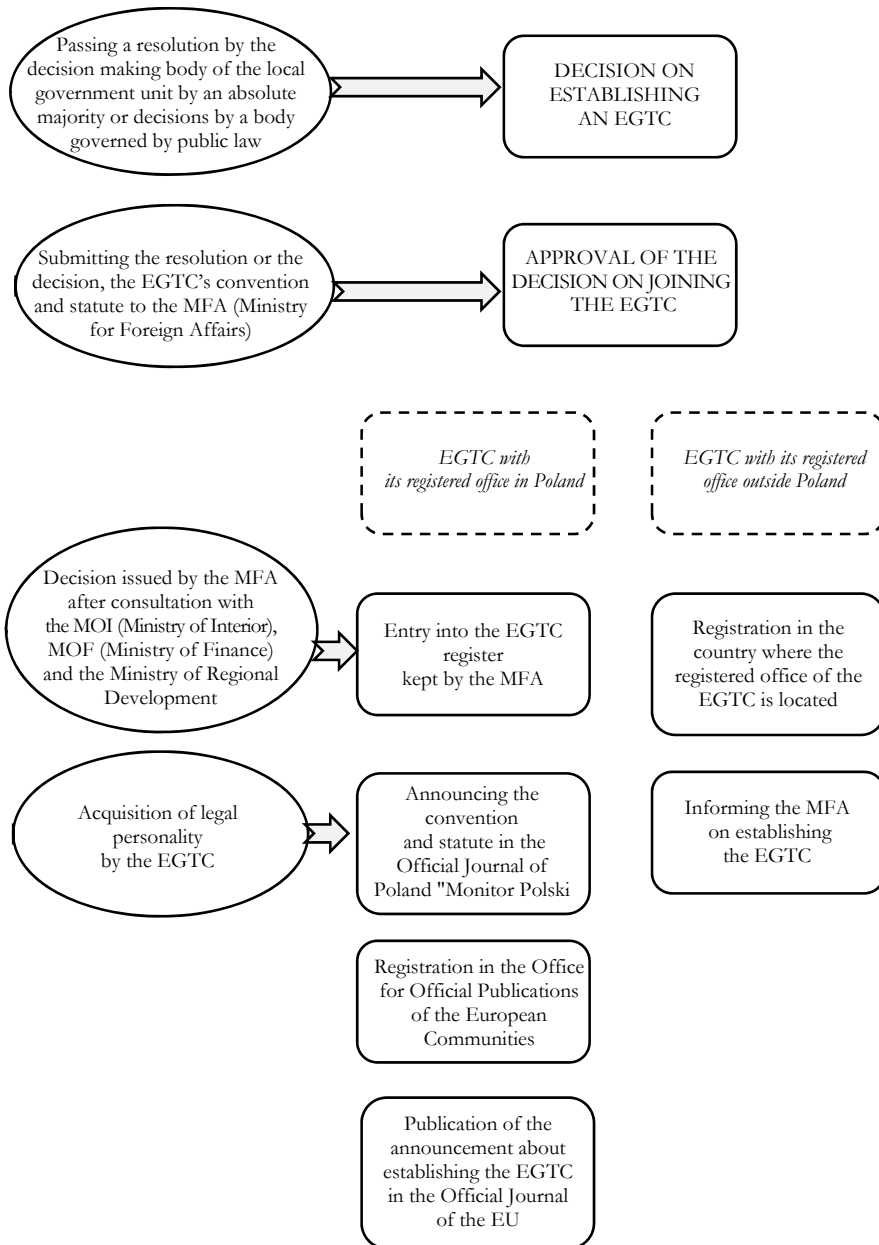 Passing a resolution by the
decision making body of the local
government unit by an absolute
majority or decisions by a body
governed by public law
DECISION ON
ESTABLISHING
AN EGTC
Submitting the resolution or the
decision, the EGTC's convention
and statute to the MFA (Ministry
for Foreign Affairs)
APPROVAL OF THE
DECISION ON JOINING
THE EGTC
EGTC with
its registered office in Poland
EGTC with its registered
office outside Poland
Decision issued by the MFA
after consultation with
the MOI (Ministry of Interior),
MOF (Ministry of Finance)
and the Ministry of Regional
Development
Entry into the EGTC
register
kept by the MFA
Registration in the
country where the
registered office of the
EGTC is located
Acquisition of legal
personality
by the EGTC
Announcing the
convention
and statute in the
Official Journal of
Poland "Monitor Polski
Informing the MFA
on establishing
the EGTC
Registration in the Office
for Official Publications
of the European
Communities
Publication of the
announcement about
establishing the EGTC
in the Official Journal
of the EU